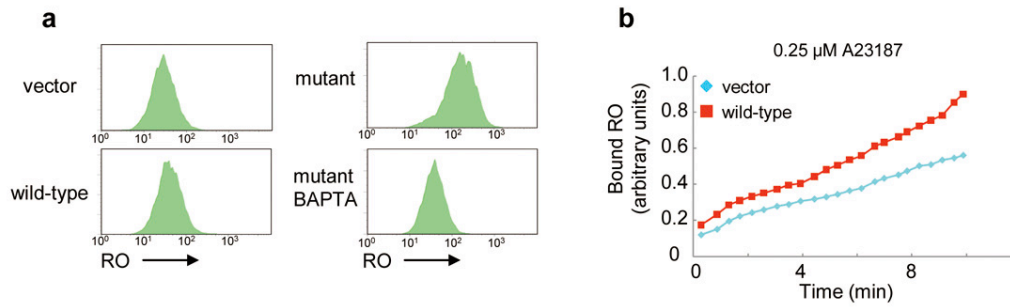 a
vector
10⁰ 10¹ 10² 10³
wild-type
10⁰ 10¹ 10² 10³
RO
mutant
10⁰ 10¹ 10² 10³
mutant
BAPTA
10⁰ 10¹ 10² 10³
RO
b
0.25 µM A23187
vector
wild-type
Bound RO
(arbitrary units)
1.0
0.8
0.6
0.4
0.2
0
0 4 8
Time (min)